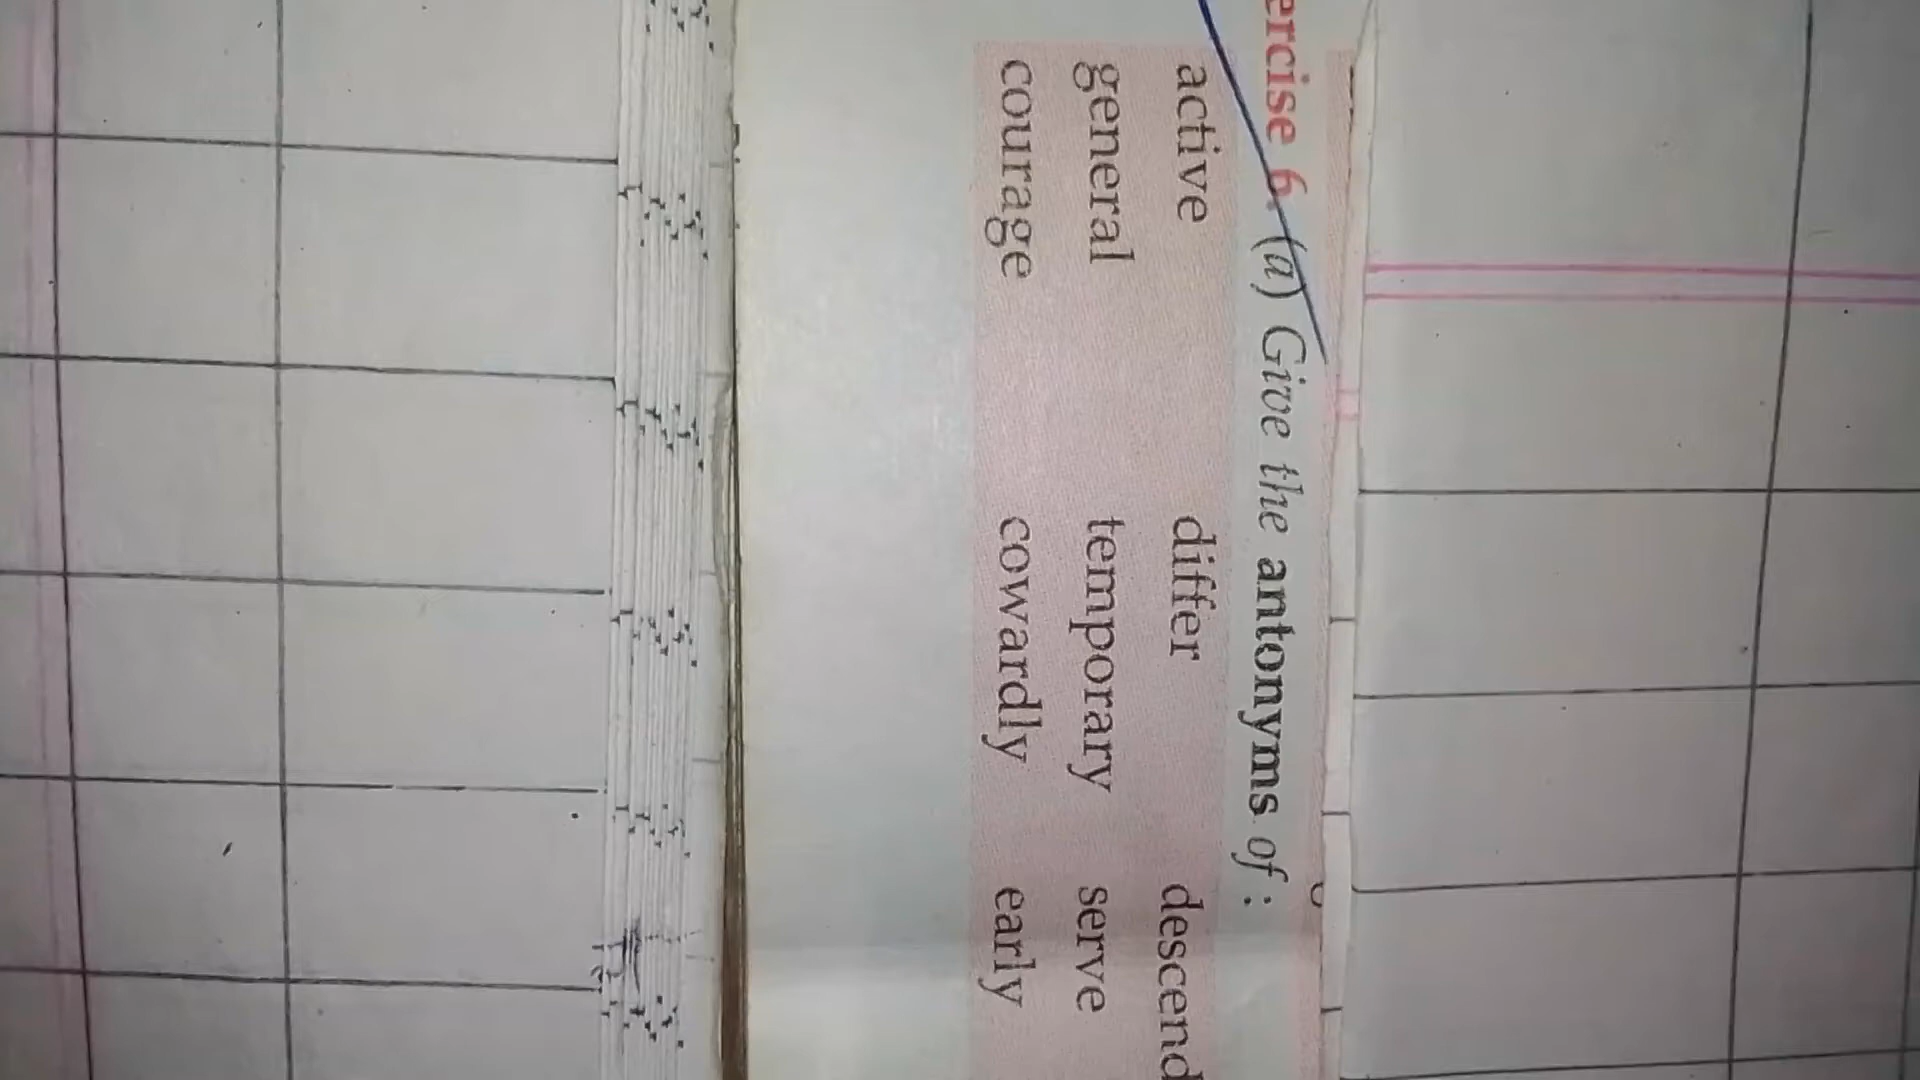 ercise 6. (a) Give the antonyms of :
active differ descend
general temporary serve
courage cowardly early